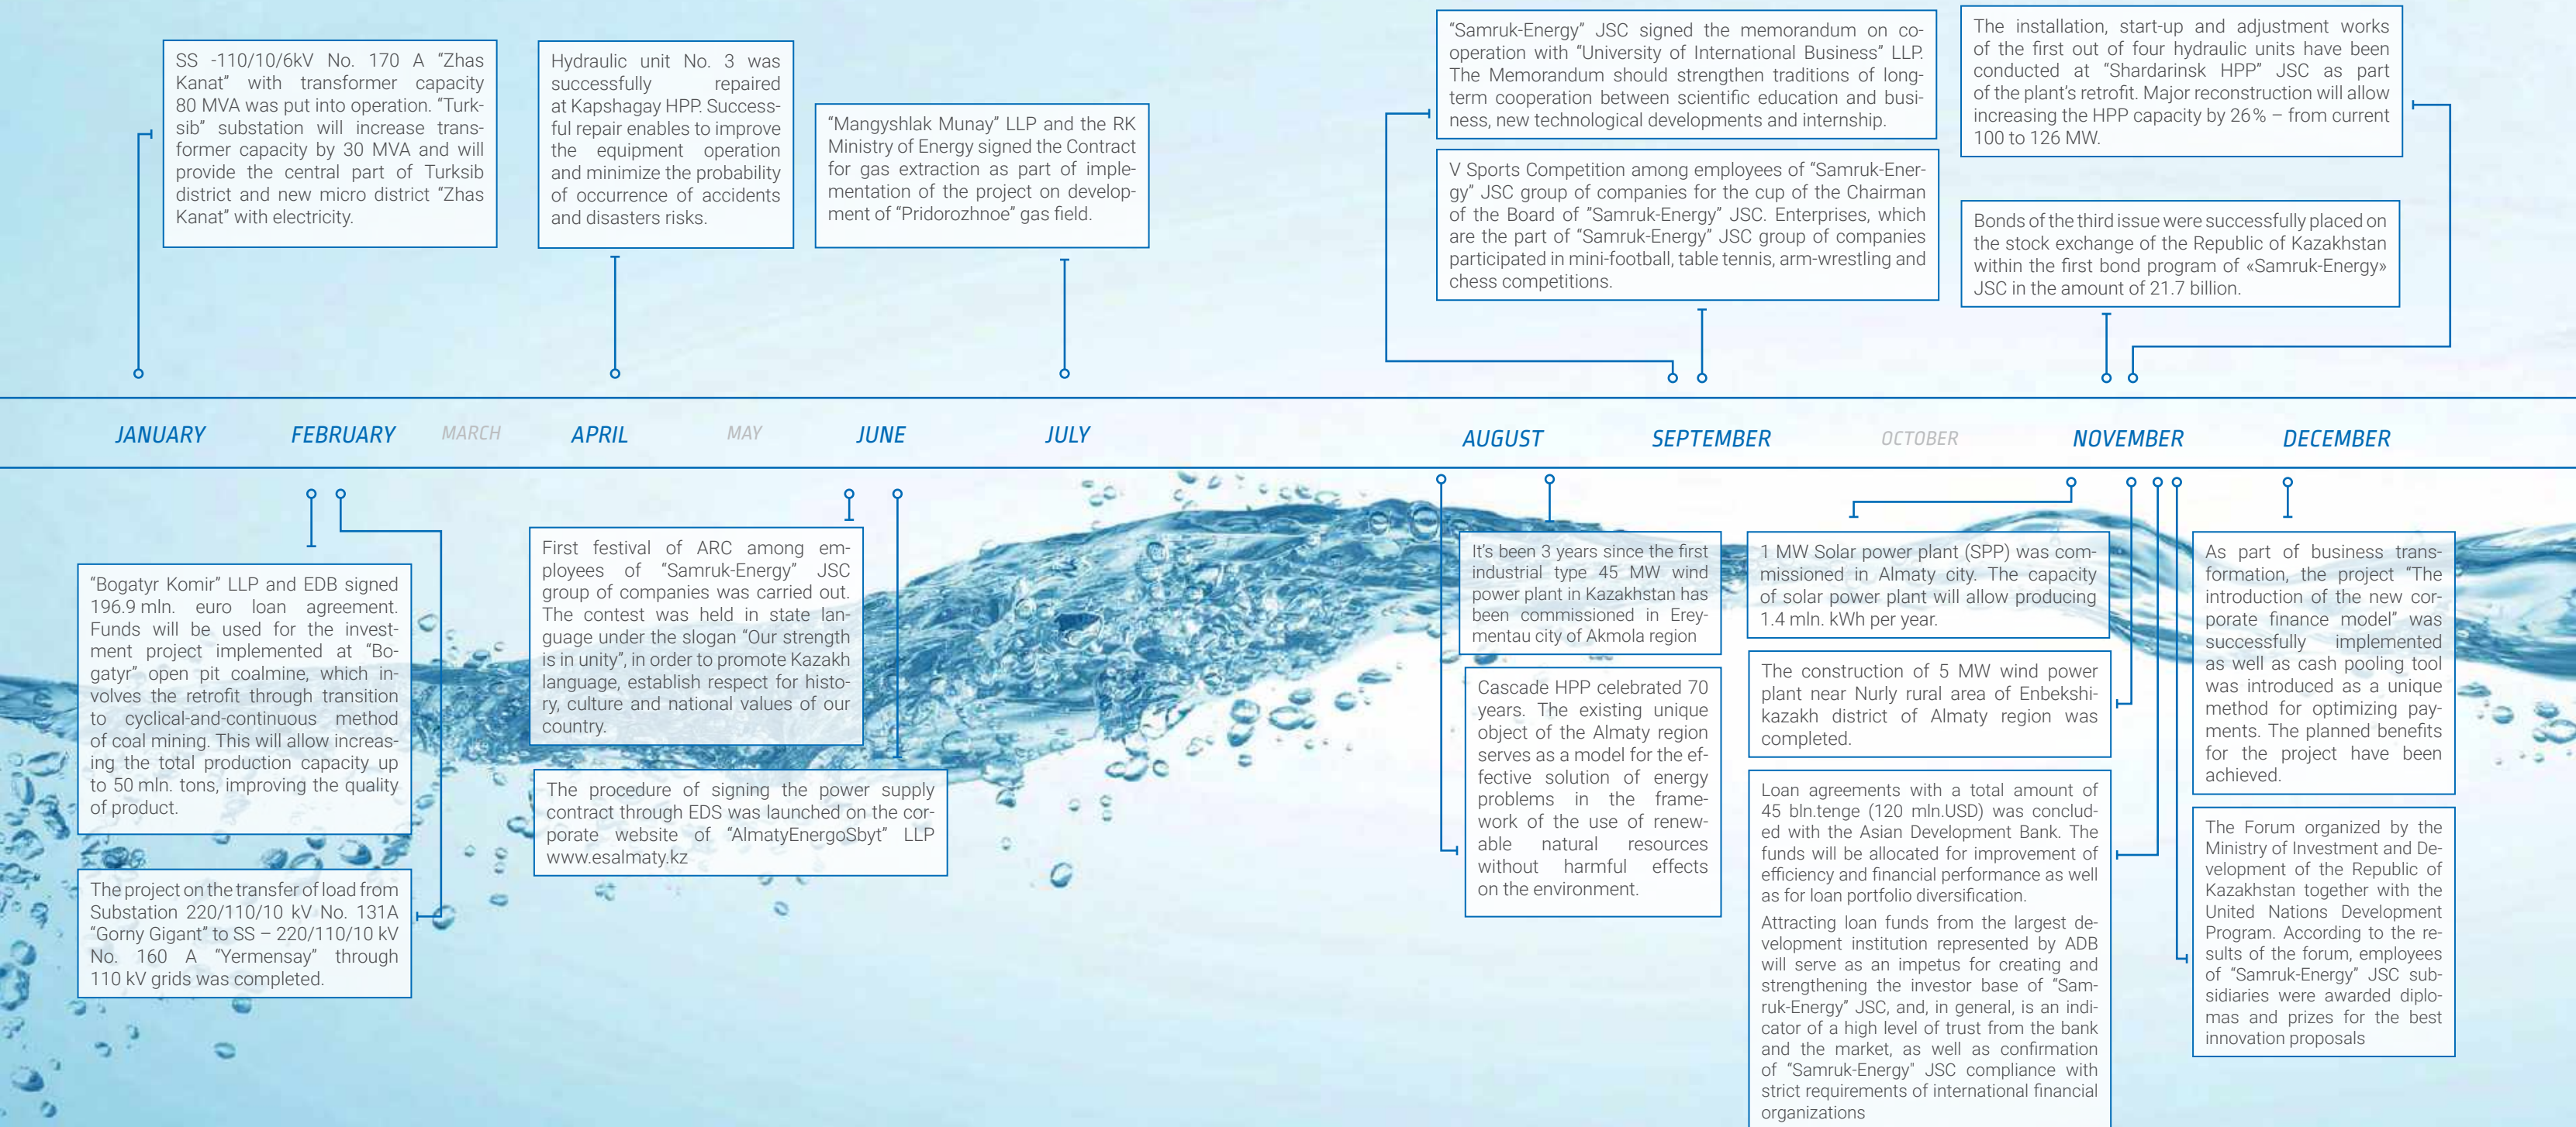 SS -110/10/6kV No. 170 A “Zhas
Kanat” with transformer capacity
80 MVA was put into operation. “Turk-
sib” substation will increase trans-
former capacity by 30 MVA and will
provide the central part of Turksib
district and new micro district “Zhas
Kanat” with electricity.
Hydraulic unit No. 3 was
successfully repaired
at Kapshagay HPP. Success-
ful repair enables to improve
the equipment operation
and minimize the probability
of occurrence of accidents
and disasters risks.
“Mangyshlak Munay” LLP and the RK
Ministry of Energy signed the Contract
for gas extraction as part of imple-
mentation of the project on develop-
ment of “Pridorozhnoe” gas field.
“Samruk-Energy” JSC signed the memorandum on co-
operation with “University of International Business” LLP.
The Memorandum should strengthen traditions of long-
term cooperation between scientific education and busi-
ness, new technological developments and internship.
V Sports Competition among employees of “Samruk-Ener-
gy” JSC group of companies for the cup of the Chairman
of the Board of “Samruk-Energy” JSC. Enterprises, which
are the part of “Samruk-Energy” JSC group of companies
participated in mini-football, table tennis, arm-wrestling and
chess competitions.
The installation, start-up and adjustment works
of the first out of four hydraulic units have been
conducted at “Shardarinsk HPP” JSC as part
of the plant’s retrofit. Major reconstruction will allow
increasing the HPP capacity by 26% – from current
100 to 126 MW.
Bonds of the third issue were successfully placed on
the stock exchange of the Republic of Kazakhstan
within the first bond program of «Samruk-Energy»
JSC in the amount of 21.7 billion.
JANUARY
FEBRUARY
MARCH
APRIL
MAY
JUNE
JULY
AUGUST
SEPTEMBER
OCTOBER
NOVEMBER
DECEMBER
“Bogatyr Komir” LLP and EDB signed
196.9 mln. euro loan agreement.
Funds will be used for the invest-
ment project implemented at “Bo-
gatyr” open pit coalmine, which in-
volves the retrofit through transition
to cyclical-and-continuous method
of coal mining. This will allow increas-
ing the total production capacity up
to 50 mln. tons, improving the quality
of product.
The project on the transfer of load from
Substation 220/110/10 kV No. 131A
“Gorny Gigant” to SS – 220/110/10 kV
No. 160 A “Yermensay” through
110 kV grids was completed.
First festival of ARC among em-
ployees of “Samruk-Energy” JSC
group of companies was carried out.
The contest was held in state lan-
guage under the slogan “Our strength
is in unity”, in order to promote Kazakh
language, establish respect for histo-
ry, culture and national values of our
country.
The procedure of signing the power supply
contract through EDS was launched on the cor-
porate website of “AlmatyEnergoSbyt” LLP
www.esalmaty.kz
It’s been 3 years since the first
industrial type 45 MW wind
power plant in Kazakhstan has
been commissioned in Erey-
mentau city of Akmola region
Cascade HPP celebrated 70
years. The existing unique
object of the Almaty region
serves as a model for the ef-
fective solution of energy
problems in the frame-
work of the use of renew-
able natural resources
without harmful effects
on the environment.
1 MW Solar power plant (SPP) was com-
missioned in Almaty city. The capacity
of solar power plant will allow producing
1.4 mln. kWh per year.
The construction of 5 MW wind power
plant near Nurly rural area of Enbekshi-
kazakh district of Almaty region was
completed.
Loan agreements with a total amount of
45 bln.tenge (120 mln.USD) was conclud-
ed with the Asian Development Bank. The
funds will be allocated for improvement of
efficiency and financial performance as well
as for loan portfolio diversification.
Attracting loan funds from the largest de-
velopment institution represented by ADB
will serve as an impetus for creating and
strengthening the investor base of “Sam-
ruk-Energy” JSC, and, in general, is an indi-
cator of a high level of trust from the bank
and the market, as well as confirmation
of “Samruk-Energy” JSC compliance with
strict requirements of international financial
organizations
As part of business trans-
formation, the project “The
introduction of the new cor-
porate finance model” was
successfully implemented
as well as cash pooling tool
was introduced as a unique
method for optimizing pay-
ments. The planned benefits
for the project have been
achieved.
The Forum organized by the
Ministry of Investment and De-
velopment of the Republic of
Kazakhstan together with the
United Nations Development
Program. According to the re-
sults of the forum, employees
of “Samruk-Energy” JSC sub-
sidiaries were awarded diplo-
mas and prizes for the best
innovation proposals